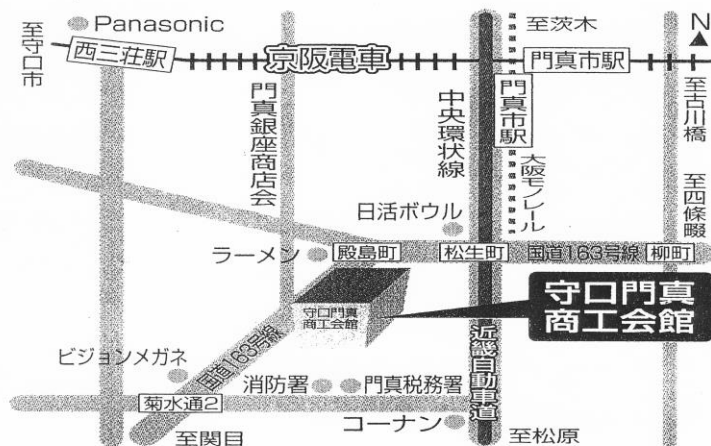 Panasonic
至茨木
N
至守口市
西三荘駅
京阪電車
門真市駅
門真銀座商店会
中央環状線
門真市駅
大阪モノレール
至古川橋
至四條畷
日活ボウル
ラーメン
殿島町
松生町
国道163号線
柳町
守口門真
商工会館
守口門真
商工会館
近畿自動車道
ビジョンメガネ
国道163号線
消防署
門真税務署
菊水通2
コーナン
至関目
至松原